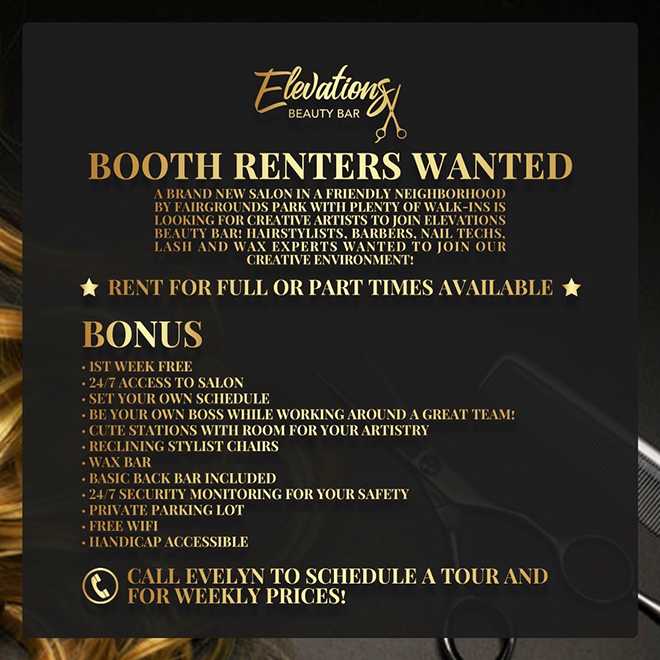 Elevations
BEAUTY BAR
BOOTH RENTERS WANTED
A BRAND NEW SALON IN A FRIENDLY NEIGHBORHOOD
BY FAIRGROUNDS PARK WITH PLENTY OF WALK-INS IS
LOOKING FOR CREATIVE ARTISTS TO JOIN ELEVATIONS
BEAUTY BAR! HAIRSTYLISTS, BARBERS, NAIL TECHS,
LASH AND WAX EXPERTS WANTED TO JOIN OUR
CREATIVE ENVIRONMENT!
RENT FOR FULL OR PART TIMES AVAILABLE
BONUS
• 1ST WEEK FREE
• 24/7 ACCESS TO SALON
• SET YOUR OWN SCHEDULE
• BE YOUR OWN BOSS WHILE WORKING AROUND A GREAT TEAM!
• CUTE STATIONS WITH ROOM FOR YOUR ARTISTRY
• RECLINING STYLIST CHAIRS
• WAX BAR
• BASIC BACK BAR INCLUDED
• 24/7 SECURITY MONITORING FOR YOUR SAFETY
• PRIVATE PARKING LOT
• FREE WIFI
• HANDICAP ACCESSIBLE
CALL EVELYN TO SCHEDULE A TOUR AND
FOR WEEKLY PRICES!